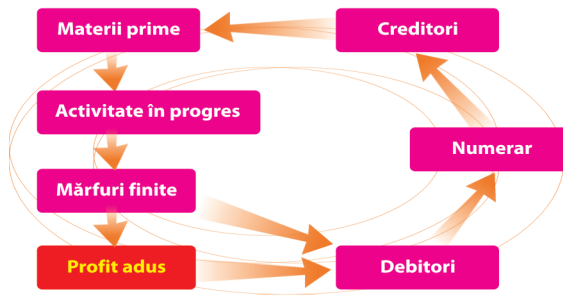 Materii prime
Creditori
Activitate în progres
Numerar
Mărfuri finite
Profit adus
Debitori